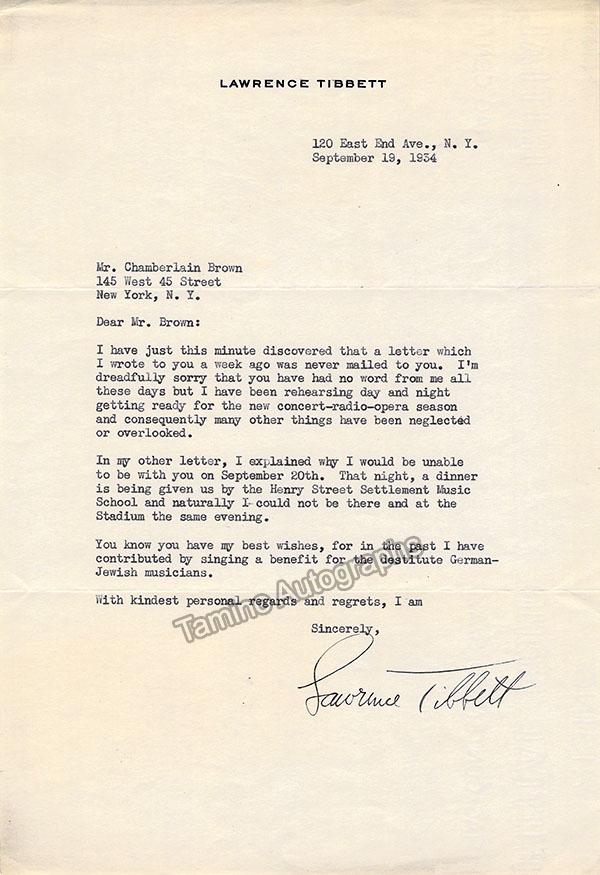 LAWRENCE TIBBETT
120 East End Ave., N. Y.
September 19, 1934
Mr. Chamberlain Brown
145 West 45 Street
New York, N. Y.
Dear Mr. Brown:
I have just this minute discovered that a letter which
I wrote to you a week ago was never mailed to you. I'm
dreadfully sorry that you have had no word from me all
these days but I have been rehearsing day and night
getting ready for the new concert-radio-opera season
and consequently many other things have been neglected
or overlooked.
In my other letter, I explained why I would be unable
to be with you on September 20th. That night, a dinner
is being given us by the Henry Street Settlement Music
School and naturally I could not be there and at the
Stadium the same evening.
You know you have my best wishes, for in the past I have
contributed by singing a benefit for the destitute German-
Jewish musicians.
With kindest personal regards and regrets, I am
Sincerely,
Lawrence Tibbett
Tamino Autographs